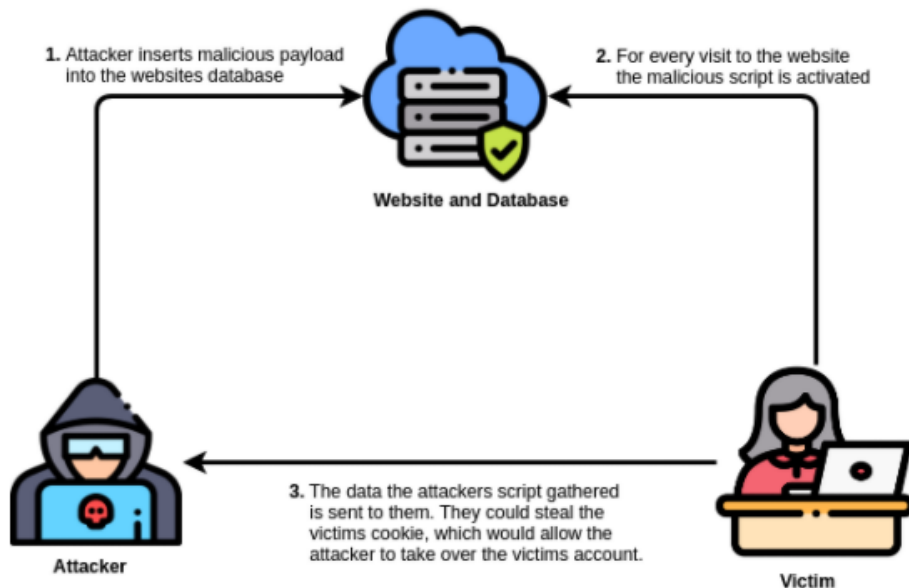 1. Attacker inserts malicious payload
into the websites database
2. For every visit to the website
the malicious script is activated
Website and Database
3. The data the attackers script gathered
is sent to them. They could steal the
victims cookie, which would allow the
attacker to take over the victims account.
Attacker
Victim